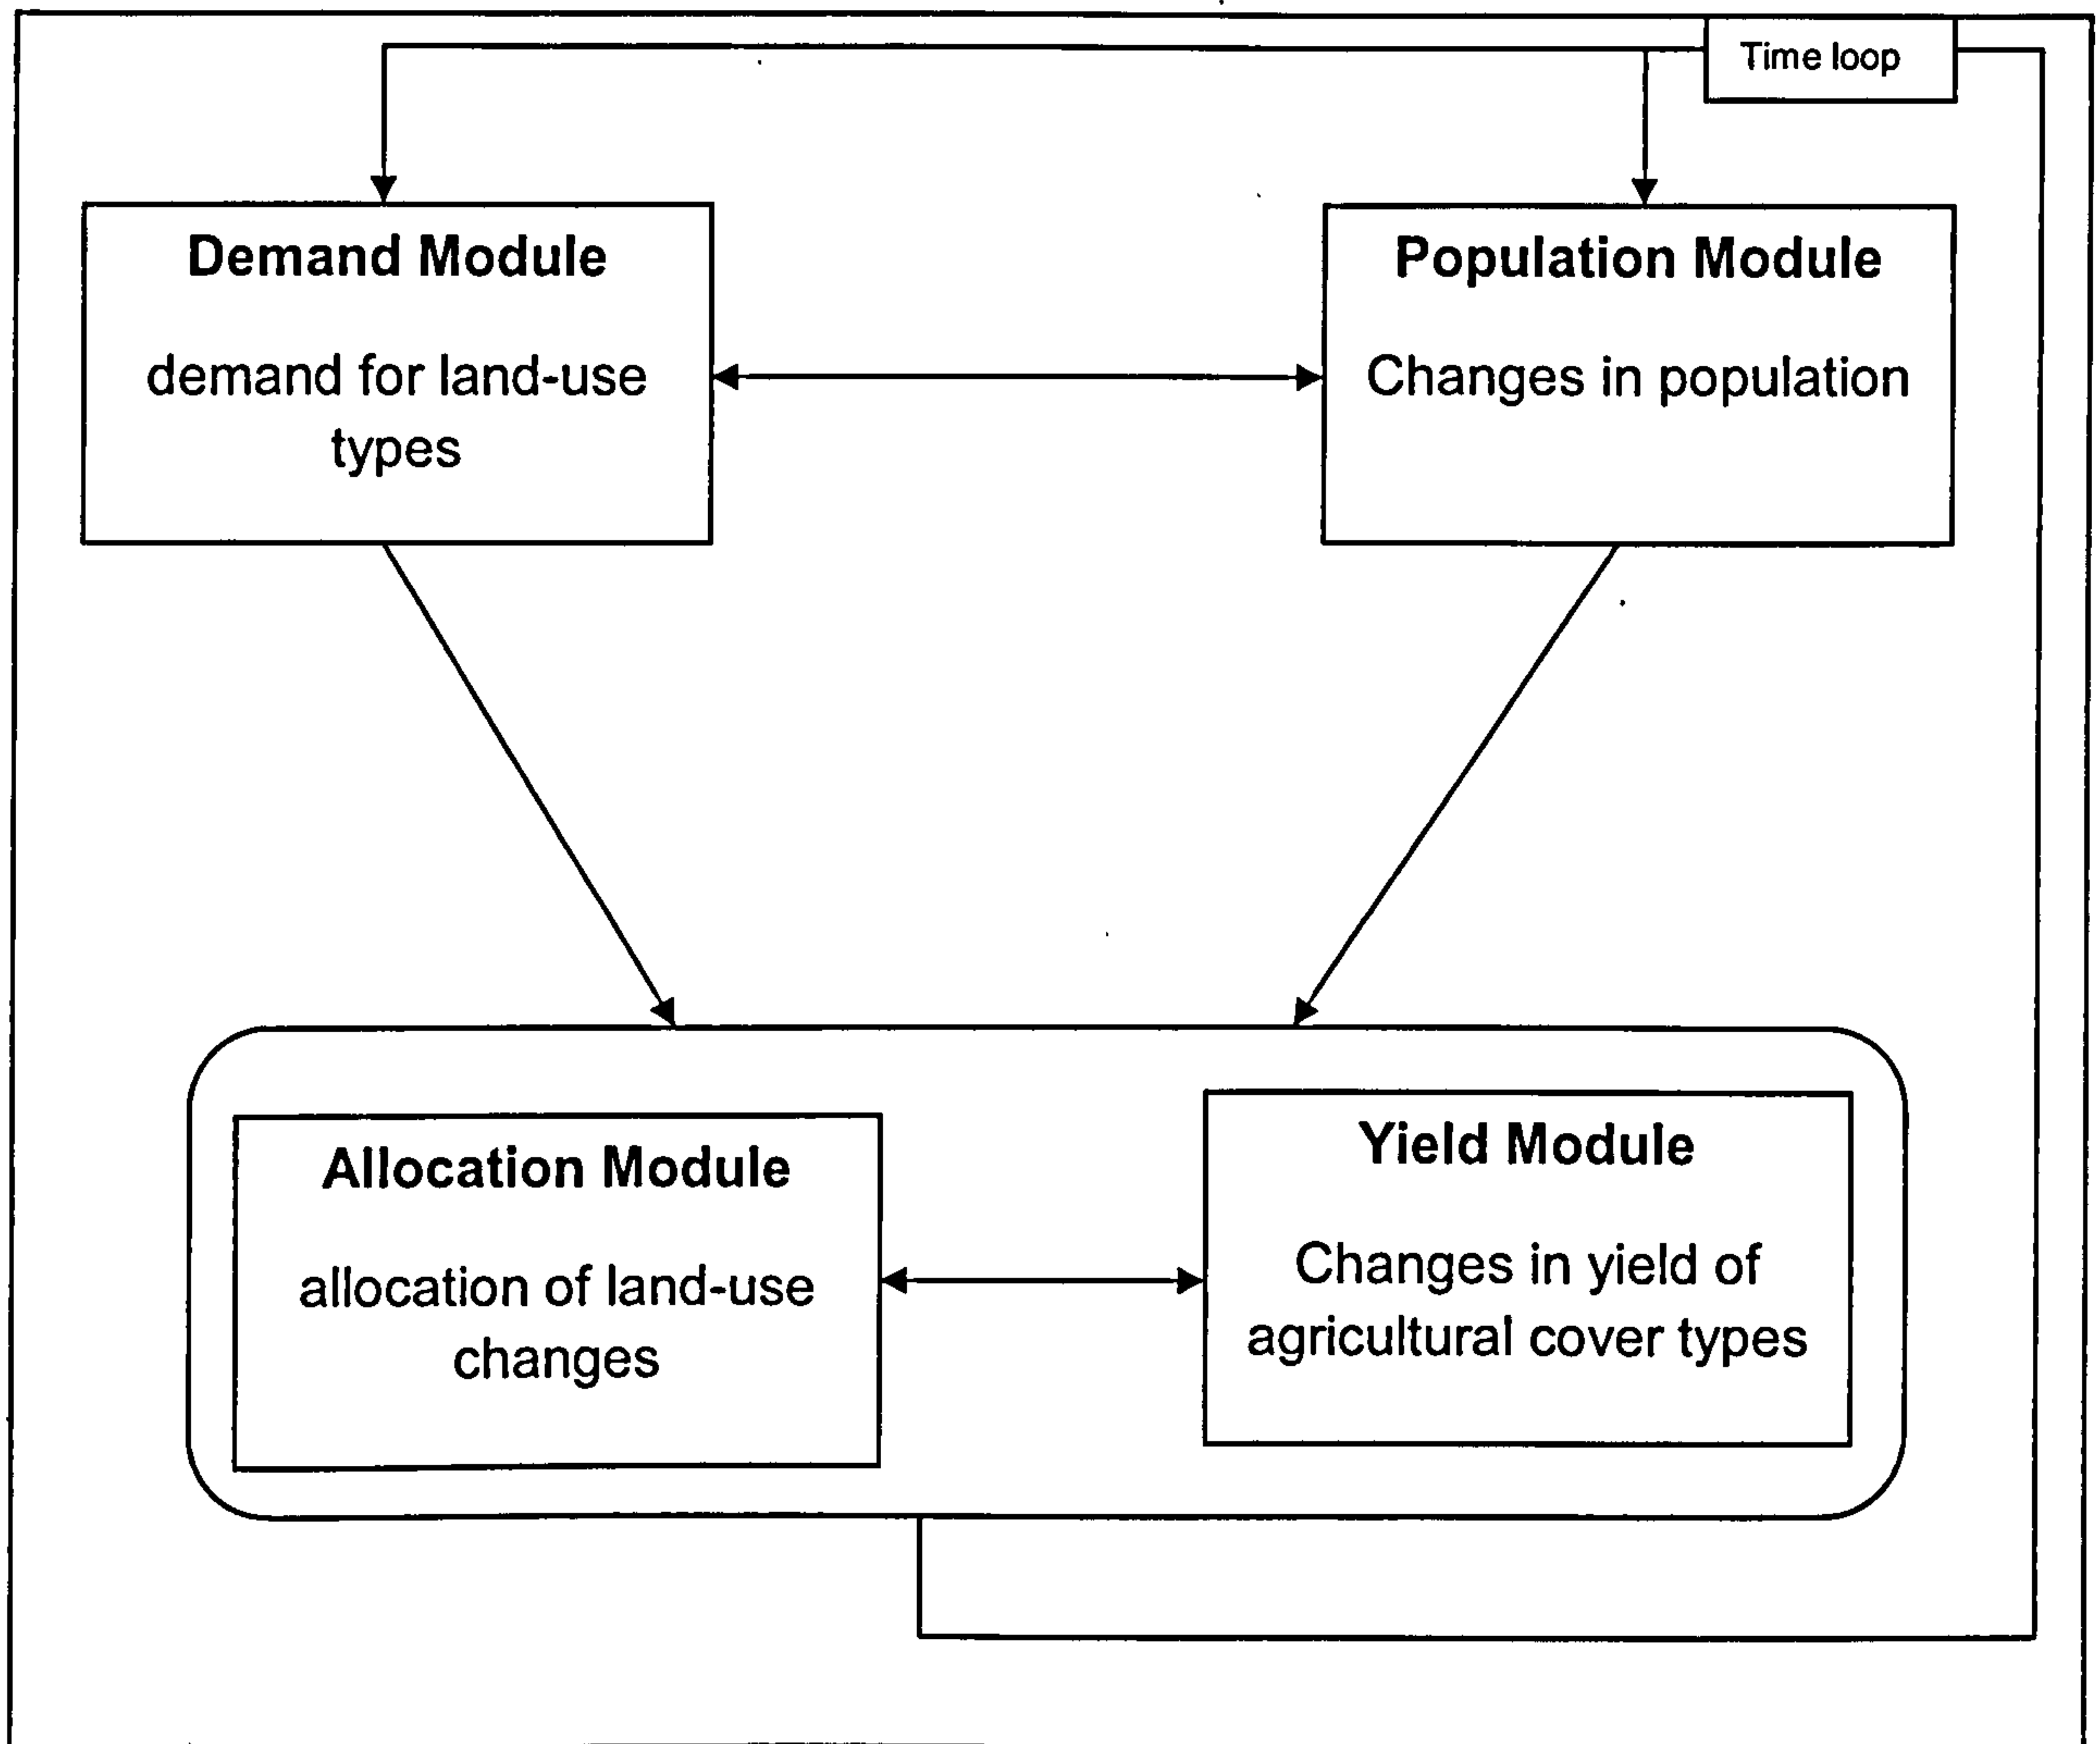 Time loop
Demand Module
demand for land-use
types
Population Module
Changes in population
Allocation Module
allocation of land-use
changes
Yield Module
Changes in yield of
agricultural cover types